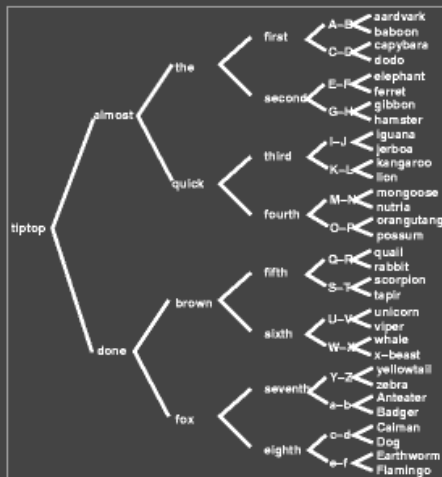 tiptop
almost
done
the
quick
brown
fox
first
second
third
fourth
fifth
sixth
seventh
eighth
A-B
C-D
E-F
G-H
I-J
K-L
M-N
O-P
Q-R
S-T
U-V
W-X
Y-Z
a-b
c-d
e-f
aardvark
baboon
capybara
dodo
elephant
ferret
gibbon
hamster
iguana
jerboa
kangaroo
lion
mongoose
nutria
orangutang
possum
quail
rabbit
scorpion
tapir
unicorn
viper
whale
x-beast
yellowtail
zebra
Anteater
Badger
Caiman
Dog
Earthworm
Flamingo